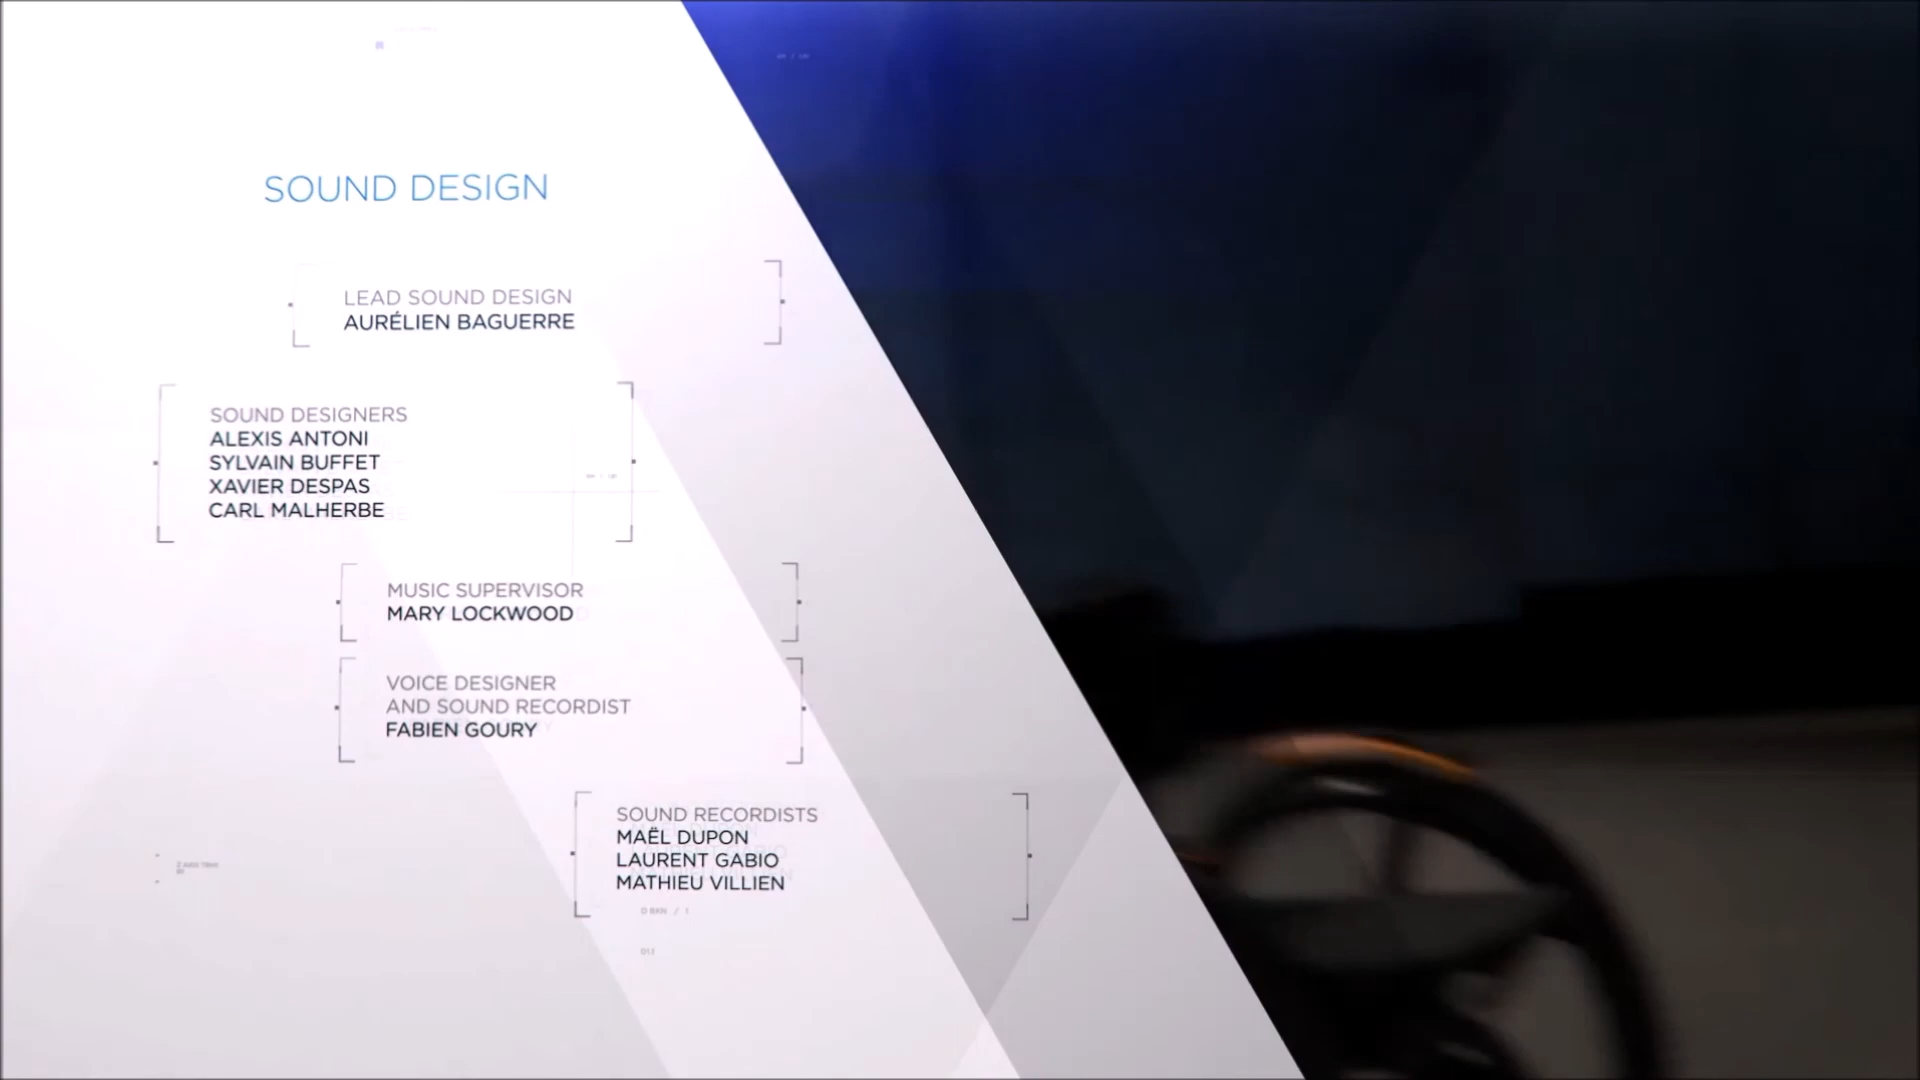 SOUND DESIGN
LEAD SOUND DESIGN
AURÉLIEN BAGUERRE
SOUND DESIGNERS
ALEXIS ANTONI
SYLVAIN BUFFET
XAVIER DESPAS
CARL MALHERBE
MUSIC SUPERVISOR
MARY LOCKWOOD
VOICE DESIGNER
AND SOUND RECORDIST
FABIEN GOURY
SOUND RECORDISTS
MAËL DUPON
LAURENT GABIO
MATHIEU VILLIEN